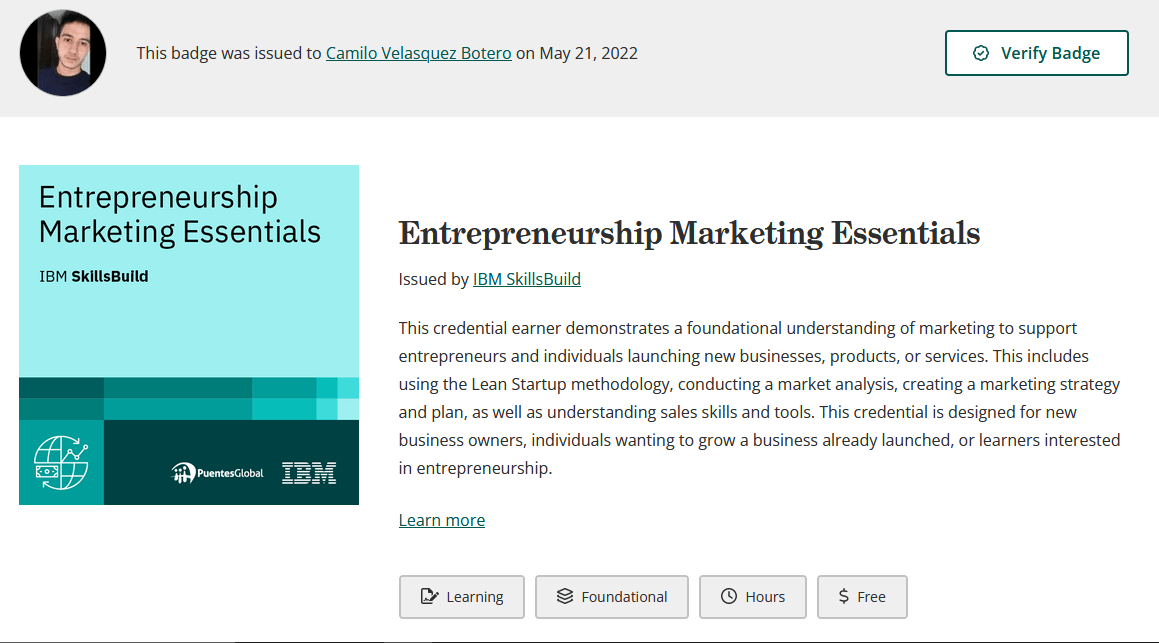 This badge was issued to Camilo Velasquez Botero on May 21, 2022
Verify Badge
Entrepreneurship
Marketing Essentials
IBM SkillsBuild
PuentesGlobal
IBM
Entrepreneurship Marketing Essentials
Issued by IBM SkillsBuild
This credential earner demonstrates a foundational understanding of marketing to support
entrepreneurs and individuals launching new businesses, products, or services. This includes
using the Lean Startup methodology, conducting a market analysis, creating a marketing strategy
and plan, as well as understanding sales skills and tools. This credential is designed for new
business owners, individuals wanting to grow a business already launched, or learners interested
in entrepreneurship.
Learn more
Learning
Foundational
Hours
$ Free